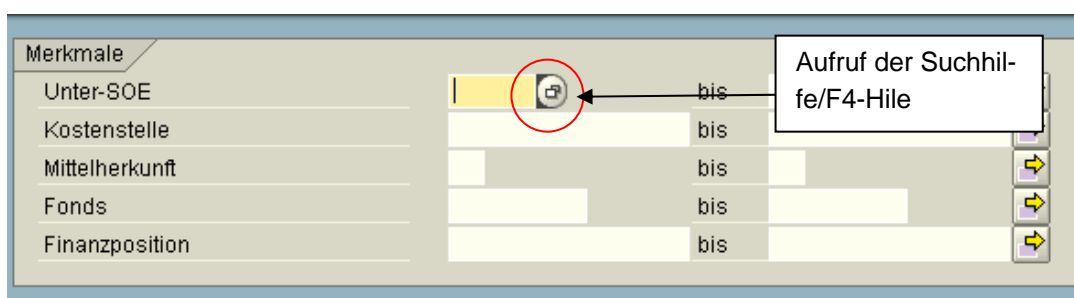 Merkmale
Unter-SOE bis
Aufruf der Suchhil-
fe/F4-Hile
Kostenstelle bis
Mittelherkunft bis
Fonds bis
Finanzposition bis